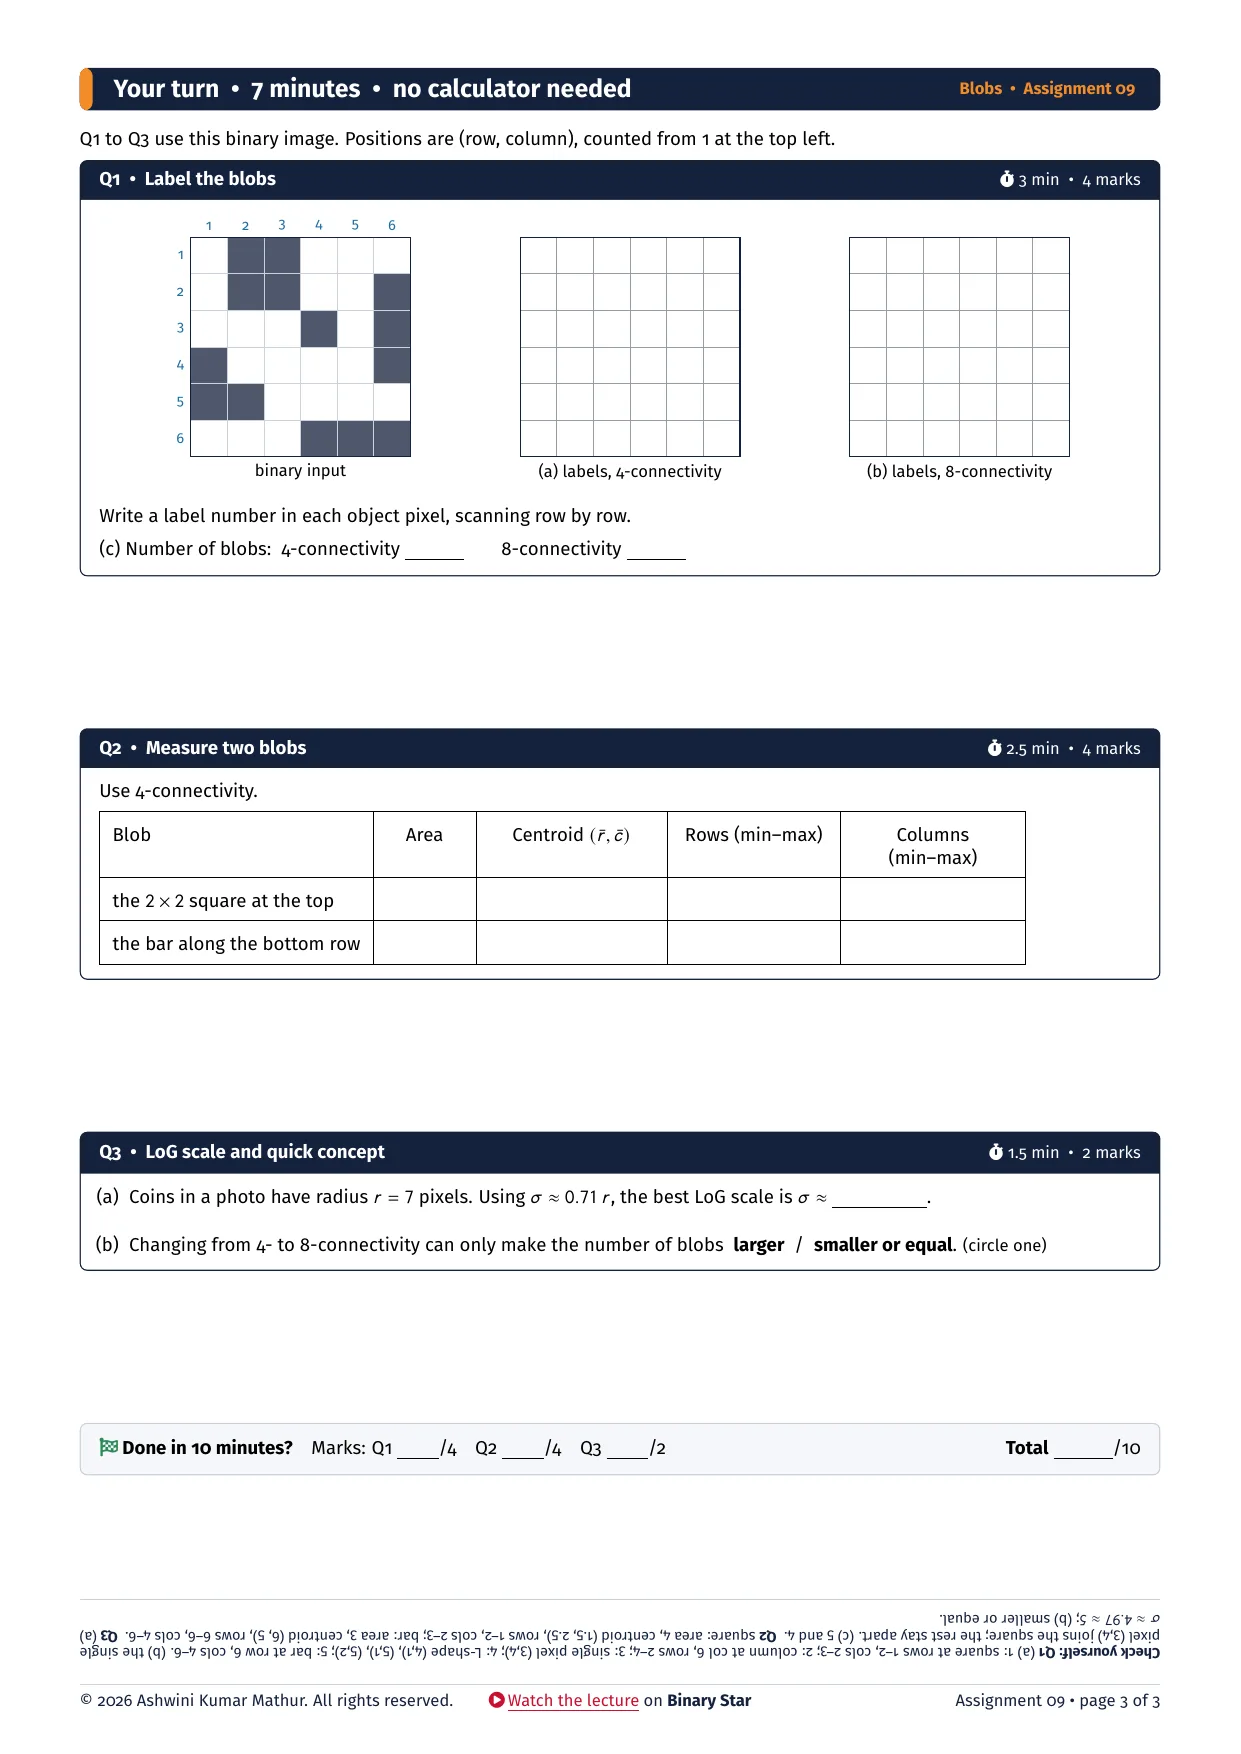 Your turn • 7 minutes • no calculator needed
Blobs • Assignment 09
Q1 to Q3 use this binary image. Positions are (row, column), counted from 1 at the top left.
Q1 • Label the blobs
3 min • 4 marks
1 2 3 4 5 6
1
2
3
4
5
6
binary input
(a) labels, 4-connectivity
(b) labels, 8-connectivity
Write a label number in each object pixel, scanning row by row.
(c) Number of blobs: 4-connectivity ______ 8-connectivity ______
Q2 • Measure two blobs
2.5 min • 4 marks
Use 4-connectivity.
Blob Area Centroid (r̄, c̄) Rows (min–max) Columns
(min–max)
the 2 × 2 square at the top
the bar along the bottom row
Q3 • LoG scale and quick concept
1.5 min • 2 marks
(a) Coins in a photo have radius r = 7 pixels. Using σ ≈ 0.71 r, the best LoG scale is σ ≈ __________.
(b) Changing from 4- to 8-connectivity can only make the number of blobs larger / smaller or equal. (circle one)
Done in 10 minutes? Marks: Q1 ____/4 Q2 ____/4 Q3 ____/2
Total ______/10
Check yourself: Q1 (a) 1: square at rows 1–2, cols 2–3; 2: column at col 6, rows 2–4; 3: single pixel (3,4); 4: L-shape (4,1), (5,1), (5,2); 5: bar at row 6, cols 4–6. (b) the single
pixel (3,4) joins the square; the rest stay apart. (c) 5 and 4. Q2 square: area 4, centroid (1.5, 2.5), rows 1–2, cols 2–3; bar: area 3, centroid (6, 5), rows 6–6, cols 4–6. Q3 (a)
σ ≈ 4.97 ≈ 5; (b) smaller or equal.
© 2026 Ashwini Kumar Mathur. All rights reserved.
Watch the lecture on Binary Star
Assignment 09 • page 3 of 3